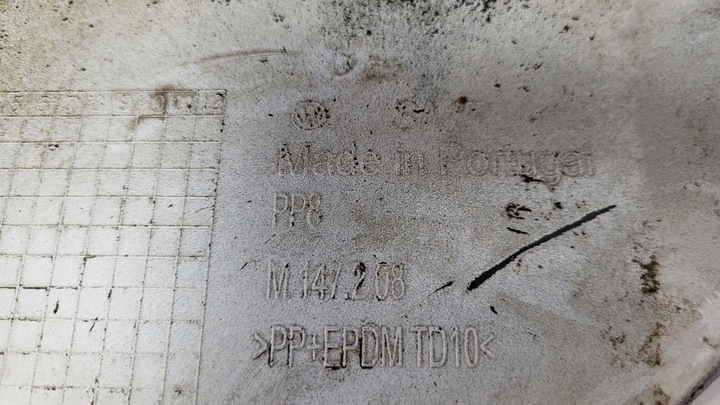 Made in Portugal
PP8
M.147.2.08
>PP+EPDM TD10<